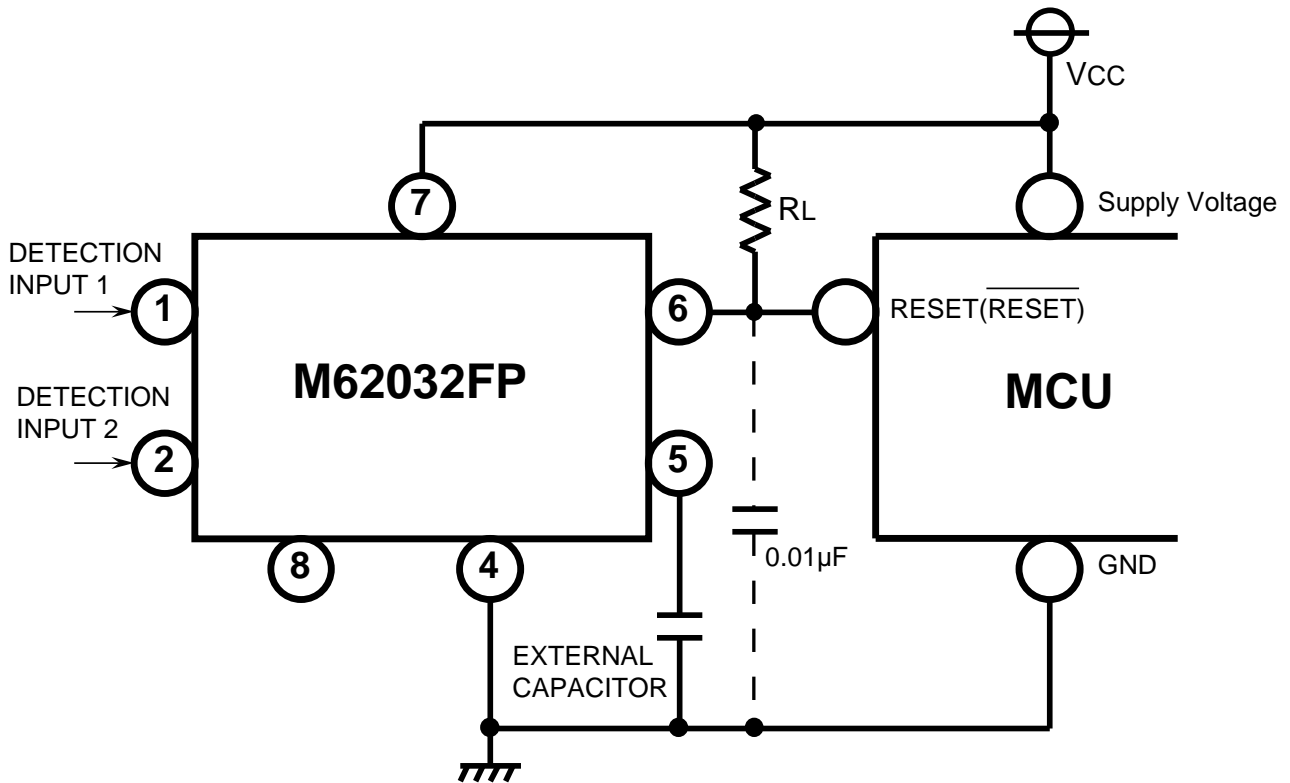 VCC
7
RL
Supply Voltage
DETECTION
INPUT 1
1
6
RESET(RESET)
M62032FP
MCU
DETECTION
INPUT 2
2
5
0.01µF
8
4
GND
EXTERNAL
CAPACITOR